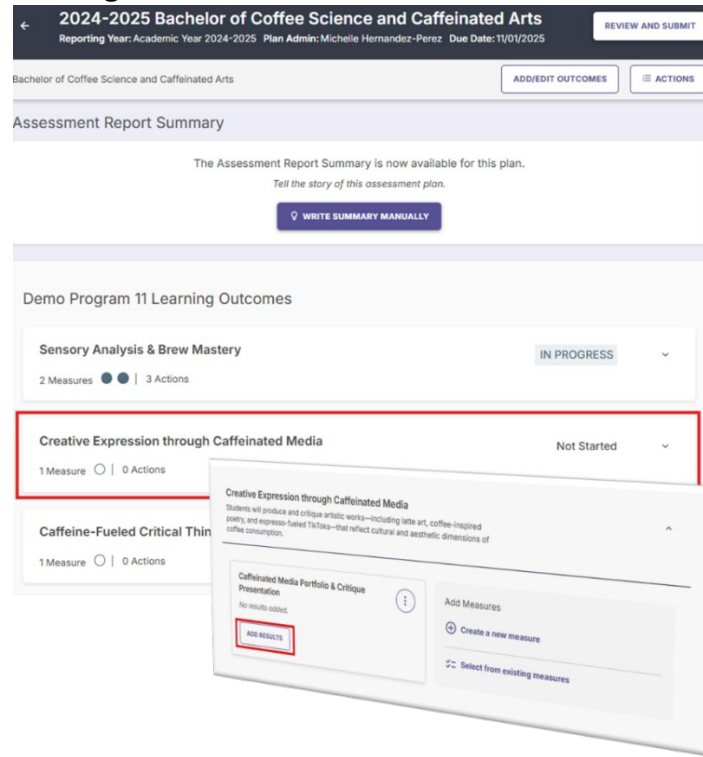 2024-2025 Bachelor of Coffee Science and Caffeinated Arts
Reporting Year: Academic Year 2024-2025 Plan Admin: Michelle Hernandez-Perez Due Date: 11/01/2025
REVIEW AND SUBMIT
Bachelor of Coffee Science and Caffeinated Arts
ADD/EDIT OUTCOMES
ACTIONS
Assessment Report Summary
The Assessment Report Summary is now available for this plan.
Tell the story of this assessment plan.
WRITE SUMMARY MANUALLY
Demo Program 11 Learning Outcomes
Sensory Analysis & Brew Mastery
IN PROGRESS
2 Measures | 3 Actions
Creative Expression through Caffeinated Media
Not Started
1 Measure | 0 Actions
Caffeine-Fueled Critical Thin
1 Measure | 0 Actions
Creative Expression through Caffeinated Media
Students will produce and critique artistic works—including latte art, coffee-inspired
poetry, and espresso-fueled TikToks—that reflect cultural and aesthetic dimensions of
coffee consumption.
Caffeinated Media Portfolio & Critique
Presentation
No results added.
ADD RESULTS
Add Measures
Create a new measure
Select from existing measures